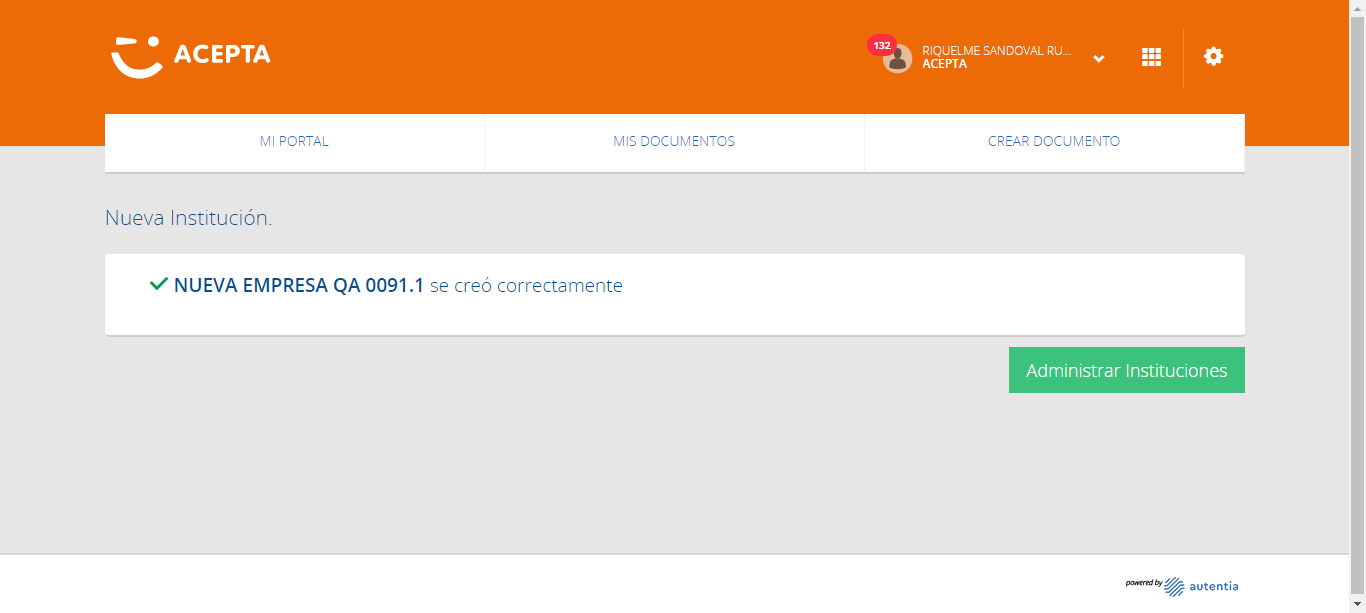 ACEPTA
132
RIQUELME SANDOVAL RU...
ACEPTA
MI PORTAL
MIS DOCUMENTOS
CREAR DOCUMENTO
Nueva Institución.
NUEVA EMPRESA QA 0091.1 se creó correctamente
Administrar Instituciones
powered by autentia